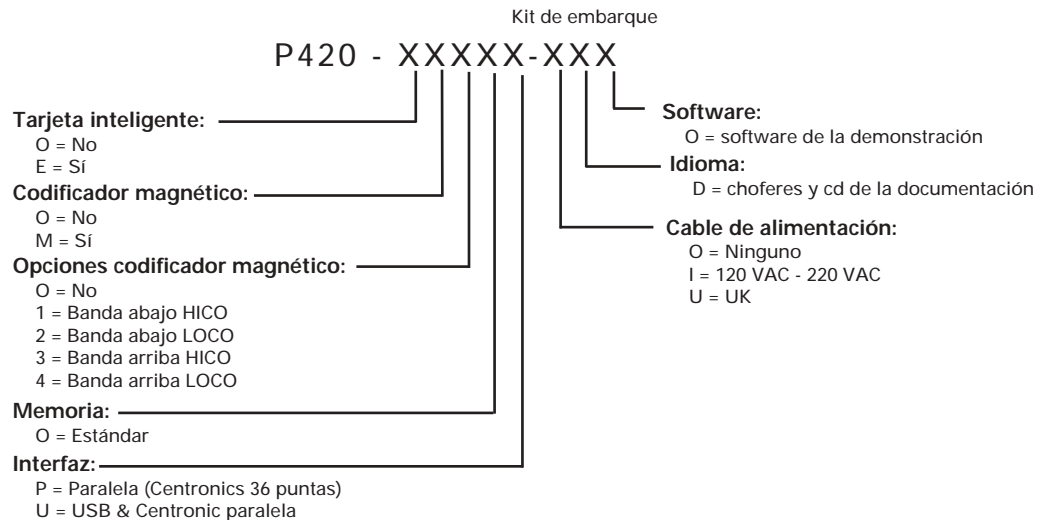 Kit de embarque
P420 - XXXXX-XXX
Tarjeta inteligente:
O = No
E = Sí
Codificador magnético:
O = No
M = Sí
Opciones codificador magnético:
O = No
1 = Banda abajo HICO
2 = Banda abajo LOCO
3 = Banda arriba HICO
4 = Banda arriba LOCO
Memoria:
O = Estándar
Interfaz:
P = Paralela (Centronics 36 puntas)
U = USB & Centronic paralela
Software:
O = software de la demonstración
Idioma:
D = choferes y cd de la documentación
Cable de alimentación:
O = Ninguno
I = 120 VAC - 220 VAC
U = UK